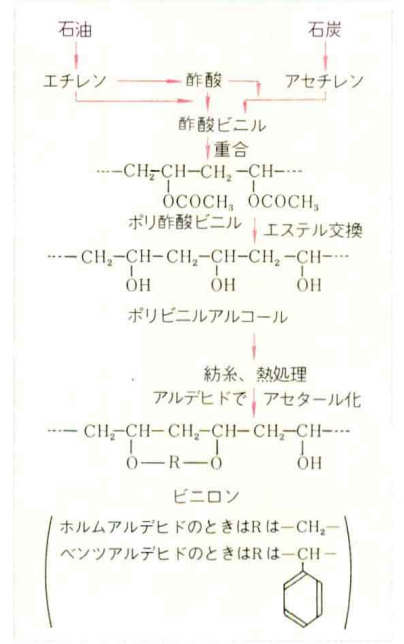 石油 石炭
エチレン 酢酸 アセチレン
酢酸ビニル
重合
----CH₂-CH-CH₂-CH----
OCOCH₃ OCOCH₃
ポリ酢酸ビニル エステル交換
----CH₂-CH-CH₂-CH-CH₂-CH----
OH OH OH
ポリビニルアルコール
紡糸、熱処理
アルデヒドで アセタール化
----CH₂-CH-CH₂-CH-CH₂-CH----
O-R-O OH
ビニロン
ホルムアルデヒドのときはRは-CH₂-
ベンツアルデヒドのときはRは-CH-